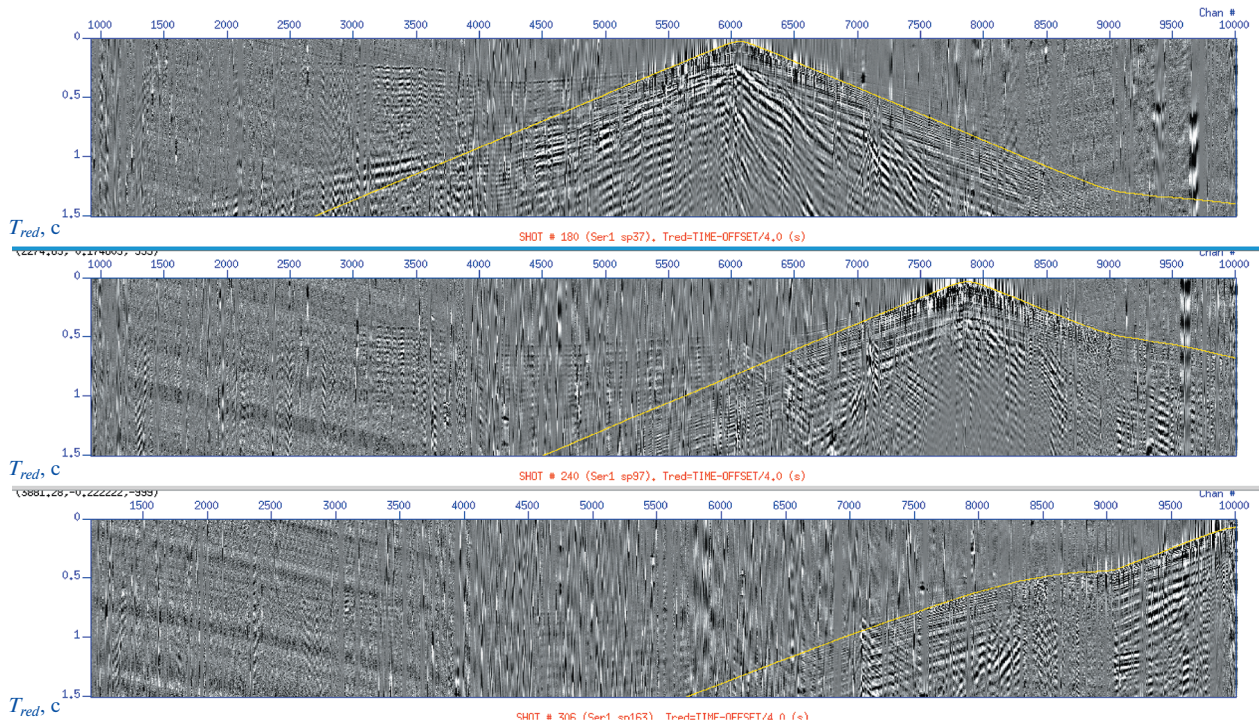 Chan #
1000 1500 2000 2500 3000 3500 4000 4500 5000 5500 6000 6500 7000 7500 8000 8500 9000 9500 10000
0
0.5
1
1.5
Tred, c
SHOT # 180 (Ser1 sp37), Tred=TIME-OFFSET/4.0 (s)
Chan #
1000 1500 2000 2500 3000 3500 4000 4500 5000 5500 6000 6500 7000 7500 8000 8500 9000 9500 10000
0
0.5
1
1.5
Tred, c
SHOT # 240 (Ser1 sp97), Tred=TIME-OFFSET/4.0 (s)
(3881.28,-0.222222,-999)
Chan #
1500 2000 2500 3000 3500 4000 4500 5000 5500 6000 6500 7000 7500 8000 8500 9000 9500 10000
0
0.5
1
1.5
Tred, c
SHOT # 306 (Ser1 sp163), Tred=TIME-OFFSET/4.0 (s)